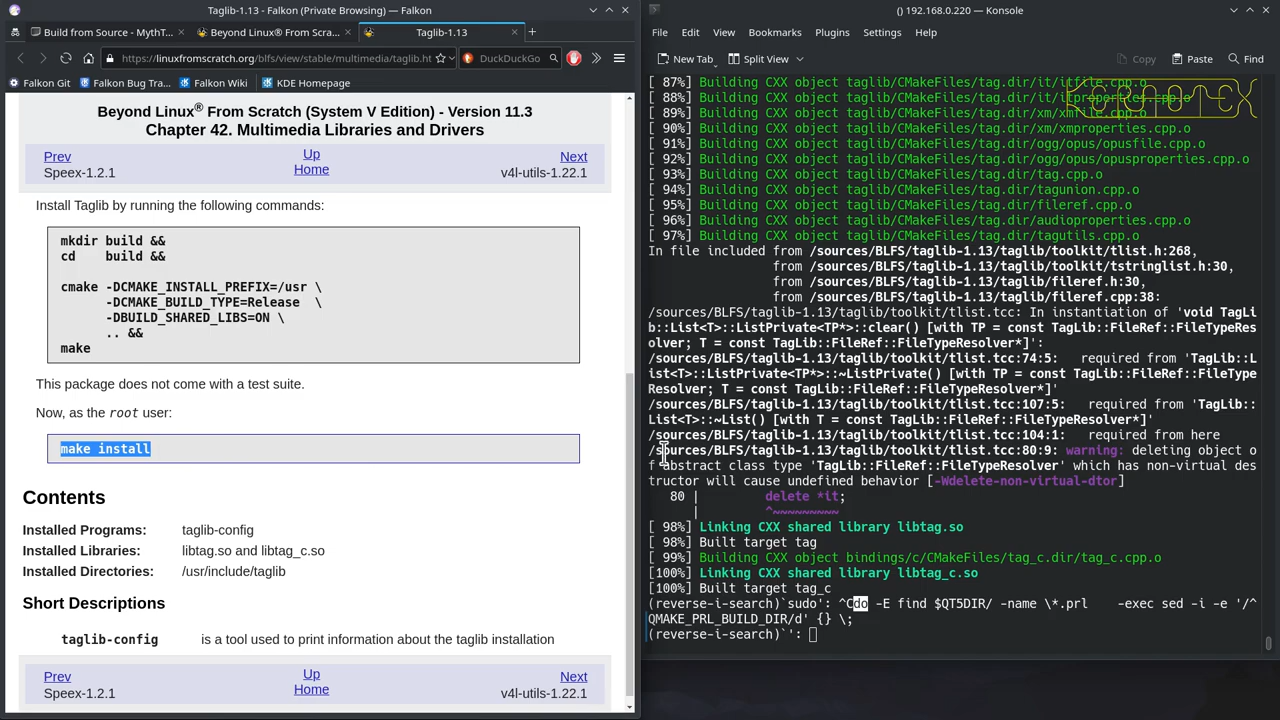 Taglib-1.13 — Falkon (Private Browsing) — Falkon
Build from Source - MythT...
Beyond Linux® From Scra...
Taglib-1.13
https://linuxfromscratch.org/blfs/view/stable/multimedia/taglib.ht
DuckDuckGo
Falkon Git
Falkon Bug Tra...
Falkon Wiki
KDE Homepage
Beyond Linux® From Scratch (System V Edition) - Version 11.3
Chapter 42. Multimedia Libraries and Drivers
Prev
Up
Next
Speex-1.2.1
Home
v4l-utils-1.22.1
Install Taglib by running the following commands:
mkdir build &&
cd    build &&
cmake -DCMAKE_INSTALL_PREFIX=/usr \
-DCMAKE_BUILD_TYPE=Release  \
-DBUILD_SHARED_LIBS=ON \
.. &&
make
This package does not come with a test suite.
Now, as the root user:
make install
Contents
Installed Programs: taglib-config
Installed Libraries: libtag.so and libtag_c.so
Installed Directories: /usr/include/taglib
Short Descriptions
taglib-config is a tool used to print information about the taglib installation
Prev
Up
Next
Speex-1.2.1
Home
v4l-utils-1.22.1
() 192.168.0.220 — Konsole
File Edit View Bookmarks Plugins Settings Help
New Tab
Split View
Copy
Paste
Find
[ 87%] Building CXX object taglib/CMakeFiles/tag.dir/it/itfile.cpp.o
[ 88%] Building CXX object taglib/CMakeFiles/tag.dir/it/itproperties.cpp.o
[ 89%] Building CXX object taglib/CMakeFiles/tag.dir/xm/xmfile.cpp.o
[ 90%] Building CXX object taglib/CMakeFiles/tag.dir/xm/xmproperties.cpp.o
[ 91%] Building CXX object taglib/CMakeFiles/tag.dir/ogg/opus/opusfile.cpp.o
[ 92%] Building CXX object taglib/CMakeFiles/tag.dir/ogg/opus/opusproperties.cpp.o
[ 93%] Building CXX object taglib/CMakeFiles/tag.dir/tag.cpp.o
[ 94%] Building CXX object taglib/CMakeFiles/tag.dir/tagunion.cpp.o
[ 95%] Building CXX object taglib/CMakeFiles/tag.dir/fileref.cpp.o
[ 96%] Building CXX object taglib/CMakeFiles/tag.dir/audioproperties.cpp.o
[ 97%] Building CXX object taglib/CMakeFiles/tag.dir/tagutils.cpp.o
In file included from /sources/BLFS/taglib-1.13/taglib/toolkit/tlist.h:268,
from /sources/BLFS/taglib-1.13/taglib/toolkit/tstringlist.h:30,
from /sources/BLFS/taglib-1.13/taglib/fileref.h:30,
from /sources/BLFS/taglib-1.13/taglib/fileref.cpp:38:
/sources/BLFS/taglib-1.13/taglib/toolkit/tlist.tcc: In instantiation of 'void TagLi
b::List<T>::ListPrivate<TP*>::clear() [with TP = const TagLib::FileRef::FileTypeRes
olver; T = const TagLib::FileRef::FileTypeResolver*]':
/sources/BLFS/taglib-1.13/taglib/toolkit/tlist.tcc:74:5:   required from 'TagLib::L
ist<T>::ListPrivate<TP*>::~ListPrivate() [with TP = const TagLib::FileRef::FileType
Resolver; T = const TagLib::FileRef::FileTypeResolver*]'
/sources/BLFS/taglib-1.13/taglib/toolkit/tlist.tcc:107:5:   required from 'TagLib::
List<T>::~List() [with T = const TagLib::FileRef::FileTypeResolver*]'
/sources/BLFS/taglib-1.13/taglib/toolkit/tlist.tcc:104:1:   required from here
/sources/BLFS/taglib-1.13/taglib/toolkit/tlist.tcc:80:9: warning: deleting object o
f abstract class type 'TagLib::FileRef::FileTypeResolver' which has non-virtual des
tructor will cause undefined behavior [-Wdelete-non-virtual-dtor]
80 |         delete *it;
|         ^~~~~~~~~~
[ 98%] Linking CXX shared library libtag.so
[ 98%] Built target tag
[ 99%] Building CXX object bindings/c/CMakeFiles/tag_c.dir/tag_c.cpp.o
[100%] Linking CXX shared library libtag_c.so
[100%] Built target tag_c
(reverse-i-search)`sudo': ^Cdo -E find $QT5DIR/ -name \*.prl    -exec sed -i -e '/^
QMAKE_PRL_BUILD_DIR/d' {} \;
(reverse-i-search)`':